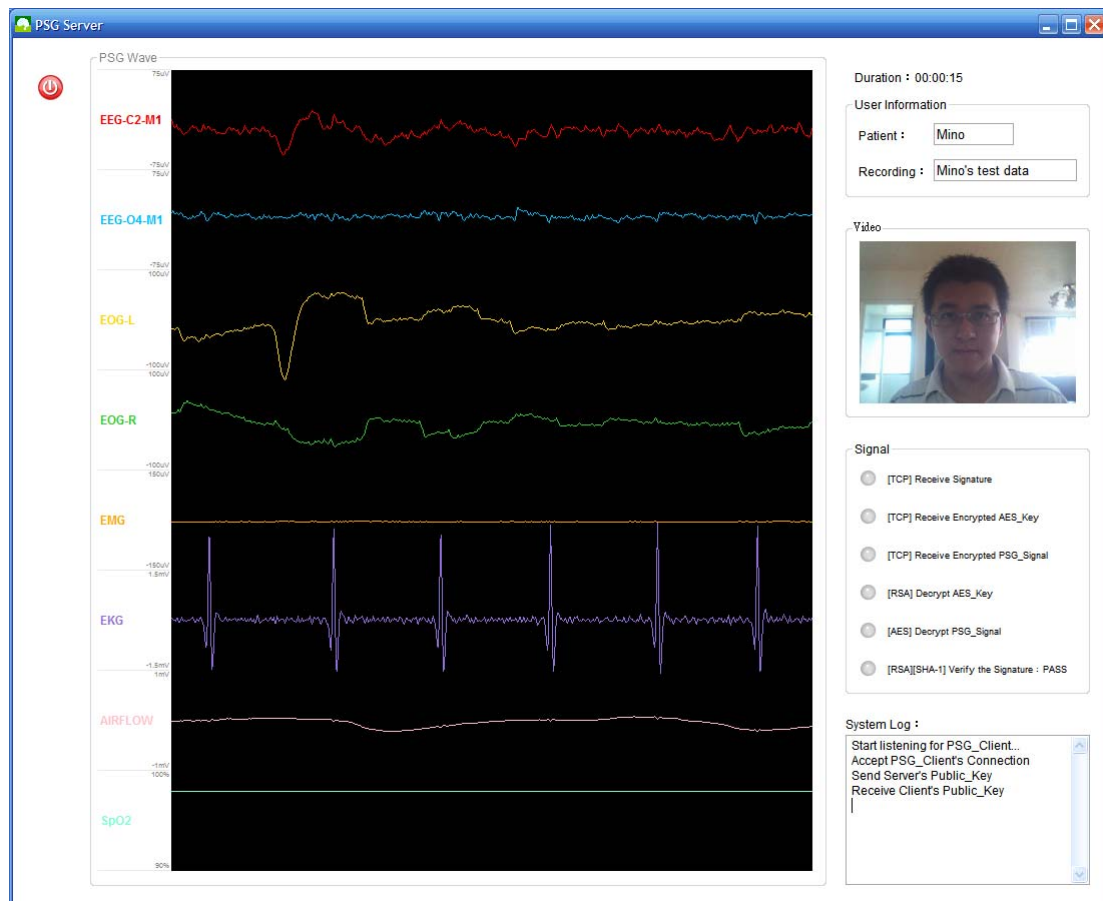 PSG Server
PSG Wave
75uV
EEG-C2-M1
-75uV
75uV
EEG-O4-M1
-75uV
100uV
EOG-L
-100uV
100uV
EOG-R
-100uV
150uV
EMG
-150uV
1.5mV
EKG
-1.5mV
1mV
AIRFLOW
-1mV
100%
SpO2
90%
Duration：00:00:15
User Information
Patient： Mino
Recording： Mino's test data
Video
Signal
[TCP] Receive Signature
[TCP] Receive Encrypted AES_Key
[TCP] Receive Encrypted PSG_Signal
[RSA] Decrypt AES_Key
[AES] Decrypt PSG_Signal
[RSA][SHA-1] Verify the Signature：PASS
System Log：
Start listening for PSG_Client...
Accept PSG_Client's Connection
Send Server's Public_Key
Receive Client's Public_Key